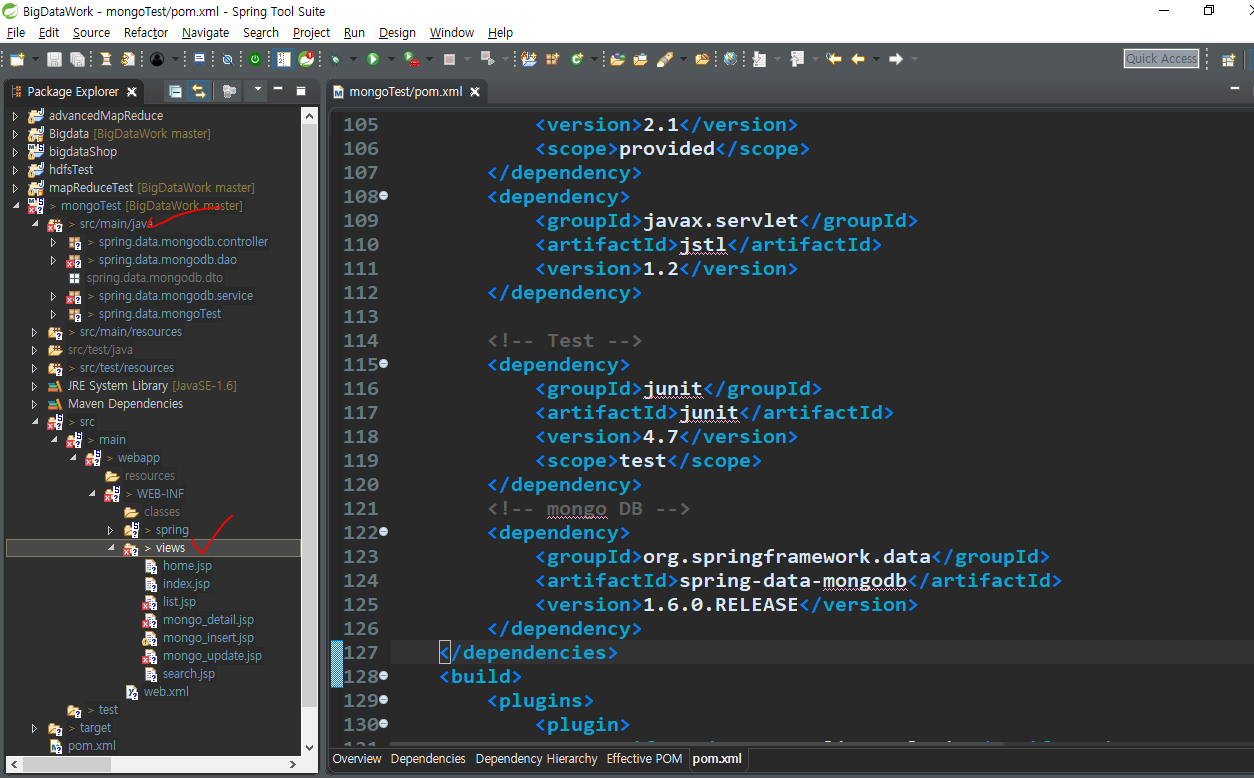 BigDataWork - mongoTest/pom.xml - Spring Tool Suite
File Edit Source Refactor Navigate Search Project Run Design Window Help
Quick Access
Package Explorer
mongoTest/pom.xml
advancedMapReduce
Bigdata [BigDataWork master]
bigdataShop
hdfsTest
mapReduceTest [BigDataWork master]
> mongoTest [BigDataWork master]
> src/main/java
> spring.data.mongodb.controller
> spring.data.mongodb.dao
spring.data.mongodb.dto
> spring.data.mongodb.service
> spring.data.mongoTest
> src/main/resources
src/test/java
> src/test/resources
JRE System Library [JavaSE-1.6]
Maven Dependencies
> src
> main
> webapp
resources
> WEB-INF
classes
> spring
> views
home.jsp
index.jsp
list.jsp
mongo_detail.jsp
mongo_insert.jsp
mongo_update.jsp
search.jsp
web.xml
> test
> target
pom.xml
105 <version>2.1</version>
106 <scope>provided</scope>
107 </dependency>
108 <dependency>
109 <groupId>javax.servlet</groupId>
110 <artifactId>jstl</artifactId>
111 <version>1.2</version>
112 </dependency>
113
114 <!-- Test -->
115 <dependency>
116 <groupId>junit</groupId>
117 <artifactId>junit</artifactId>
118 <version>4.7</version>
119 <scope>test</scope>
120 </dependency>
121 <!-- mongo DB -->
122 <dependency>
123 <groupId>org.springframework.data</groupId>
124 <artifactId>spring-data-mongodb</artifactId>
125 <version>1.6.0.RELEASE</version>
126 </dependency>
127 </dependencies>
128 <build>
129 <plugins>
130 <plugin>
Overview Dependencies Dependency Hierarchy Effective POM pom.xml